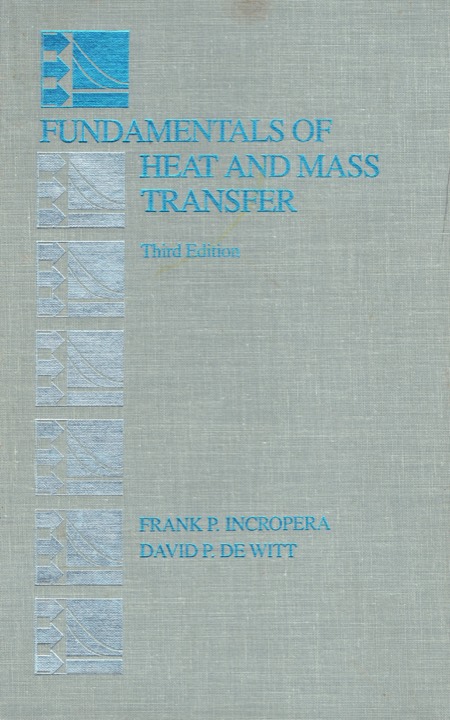 FUNDAMENTALS OF
HEAT AND MASS
TRANSFER
Third Edition
FRANK P. INCROPERA
DAVID P. DE WITT